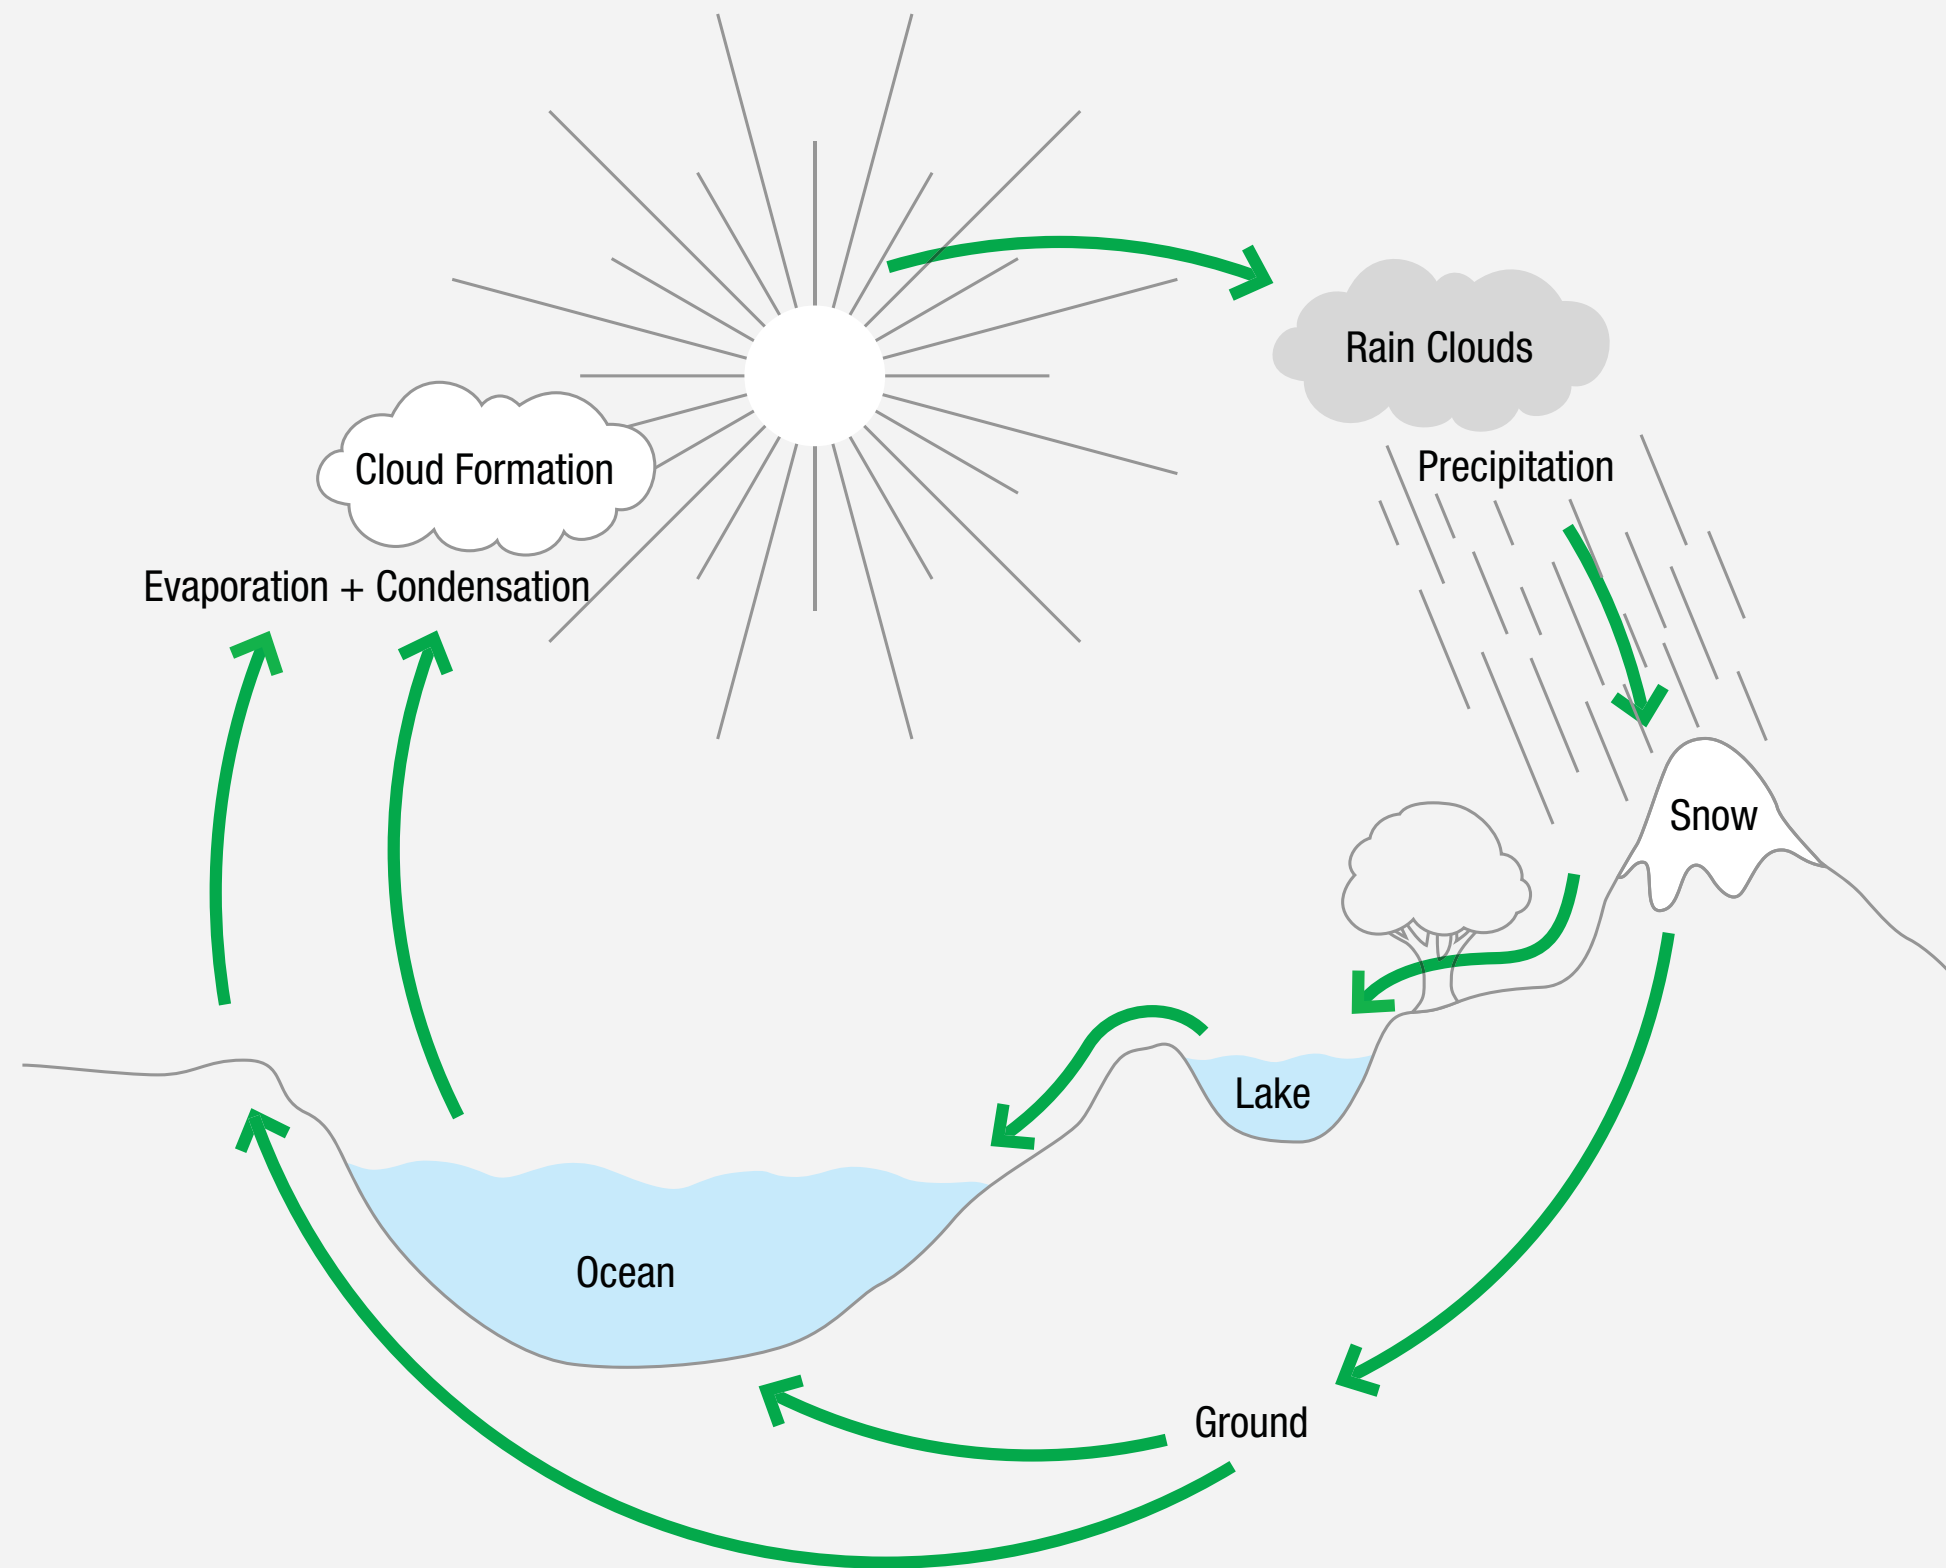 Rain Clouds
Cloud Formation
Precipitation
Evaporation + Condensation
Snow
Lake
Ocean
Ground